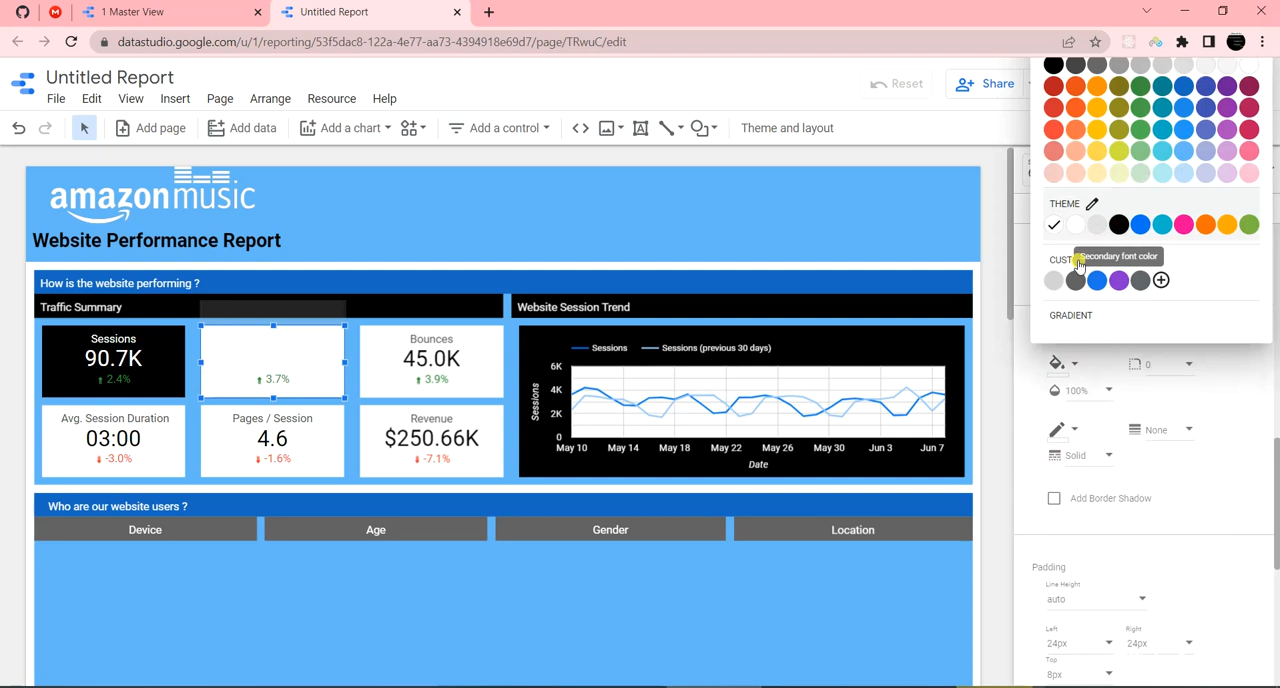 1 Master View
Untitled Report
datastudio.google.com/u/1/reporting/53f5dac8-122a-4e77-aa73-4394918e69d7/page/TRwuC/edit
Untitled Report
File Edit View Insert Page Arrange Resource Help
Reset
Share
Add page
Add data
Add a chart
Add a control
Theme and layout
amazon music
Website Performance Report
How is the website performing ?
Traffic Summary
Website Session Trend
Sessions
90.7K
2.4%
3.7%
Bounces
45.0K
3.9%
Avg. Session Duration
03:00
-3.0%
Pages / Session
4.6
-1.6%
Revenue
$250.66K
-7.1%
Sessions
Sessions (previous 30 days)
Sessions
6K
4K
2K
0
May 10 May 14 May 18 May 22 May 26 May 30 Jun 3 Jun 7
Date
Who are our website users ?
Device
Age
Gender
Location
THEME
Secondary font color
GRADIENT
0
100%
None
Solid
Add Border Shadow
Padding
Line Height
auto
Left
Right
24px
24px
Top
8px